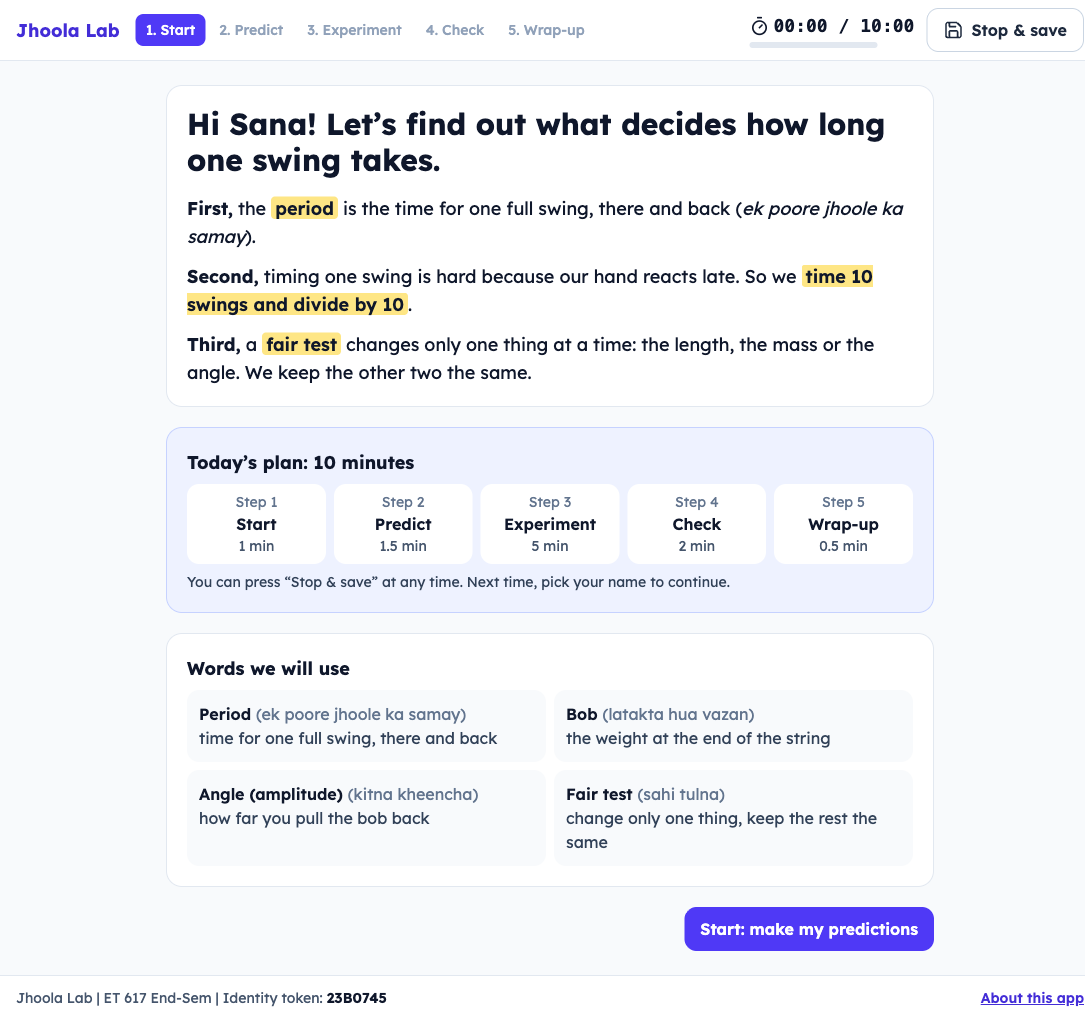 Jhoola Lab
1. Start
2. Predict
3. Experiment
4. Check
5. Wrap-up
00:00 / 10:00
Stop & save
Hi Sana! Let’s find out what decides how long
one swing takes.
First, the period is the time for one full swing, there and back (ek poore jhoole ka
samay).
Second, timing one swing is hard because our hand reacts late. So we time 10
swings and divide by 10.
Third, a fair test changes only one thing at a time: the length, the mass or the
angle. We keep the other two the same.
Today’s plan: 10 minutes
Step 1
Start
1 min
Step 2
Predict
1.5 min
Step 3
Experiment
5 min
Step 4
Check
2 min
Step 5
Wrap-up
0.5 min
You can press “Stop & save” at any time. Next time, pick your name to continue.
Words we will use
Period (ek poore jhoole ka samay)
time for one full swing, there and back
Bob (latakta hua vazan)
the weight at the end of the string
Angle (amplitude) (kitna kheencha)
how far you pull the bob back
Fair test (sahi tulna)
change only one thing, keep the rest the
same
Start: make my predictions
Jhoola Lab | ET 617 End-Sem | Identity token: 23B0745
About this app